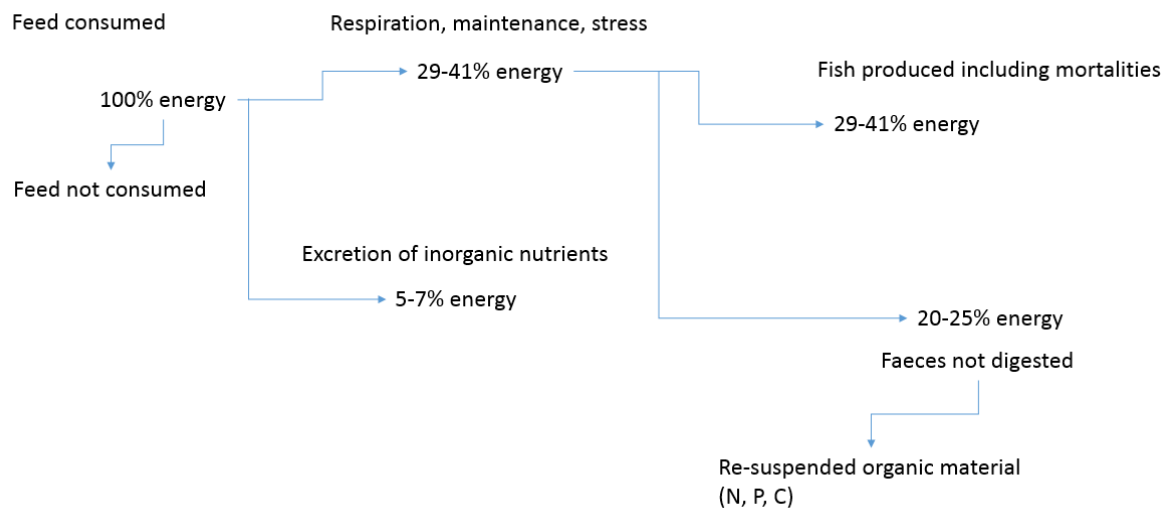 Feed consumed
Respiration, maintenance, stress
29-41% energy
Fish produced including mortalities
100% energy
29-41% energy
Feed not consumed
Excretion of inorganic nutrients
5-7% energy
20-25% energy
Faeces not digested
Re-suspended organic material
(N, P, C)